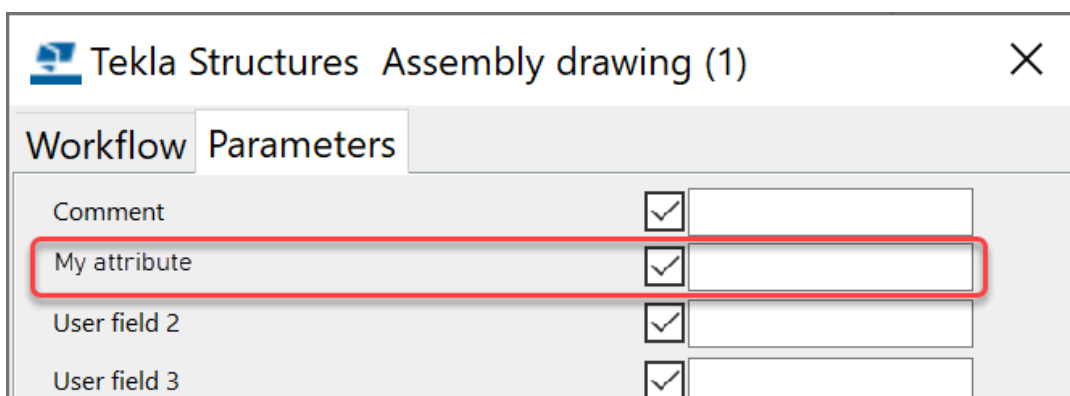 Tekla Structures Assembly drawing (1)
Workflow Parameters
Comment
My attribute
User field 2
User field 3